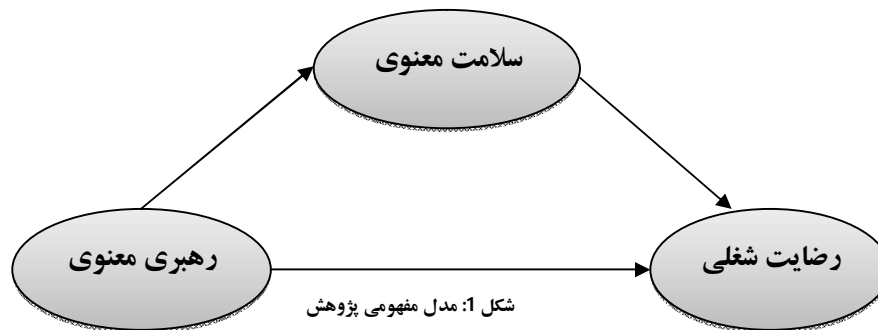 سلامت معنوی
رضایت شغلی
رهبری معنوی
شکل 1: مدل مفهومی پژوهش